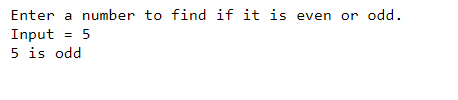 Enter a number to find if it is even or odd.
Input = 5
5 is odd